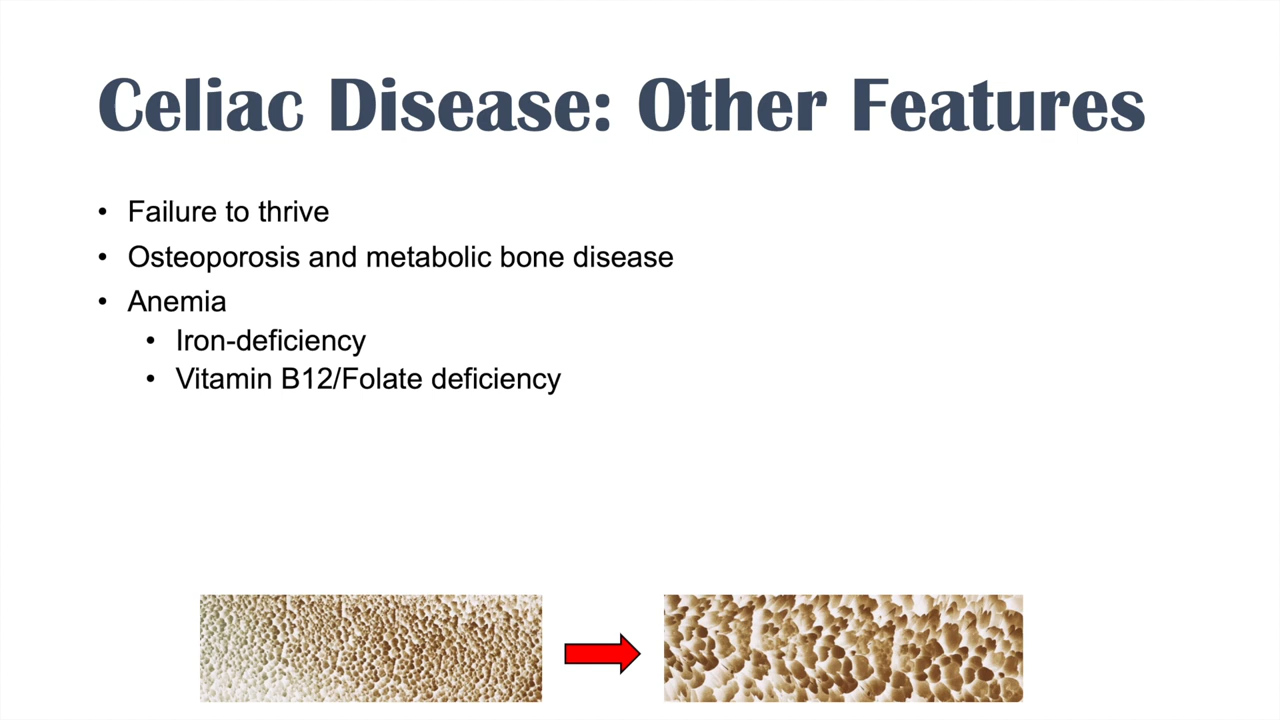 Celiac Disease: Other Features
• Failure to thrive
• Osteoporosis and metabolic bone disease
• Anemia
• Iron-deficiency
• Vitamin B12/Folate deficiency